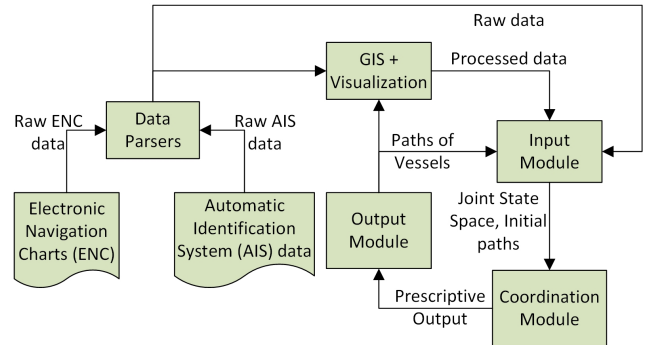 Raw data
GIS +
Visualization
Processed data
Raw ENC
data
Data
Parsers
Raw AIS
data
Paths of
Vessels
Input
Module
Electronic
Navigation
Charts (ENC)
Automatic
Identification
System (AIS) data
Output
Module
Joint State
Space, Initial
paths
Prescriptive
Output
Coordination
Module